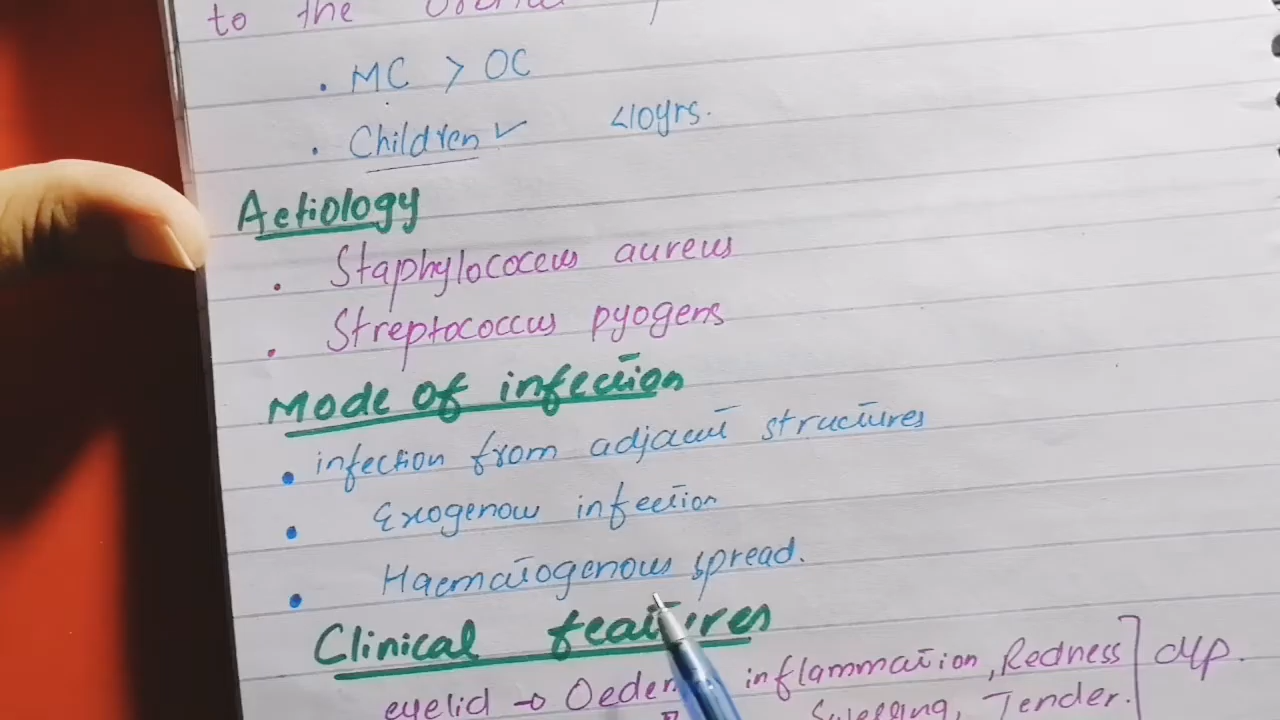 to the
• MC > OC
• Children ✓ <10yrs.
Aetiology
• Staphylococcus aureus
• Streptococcus pyogens
Mode of infection
• infection from adjacent structures
• Exogenous infection
• Haematogenous spread.
Clinical features
eyelid → Oedem inflammation, Redness
Swelling, Tender.